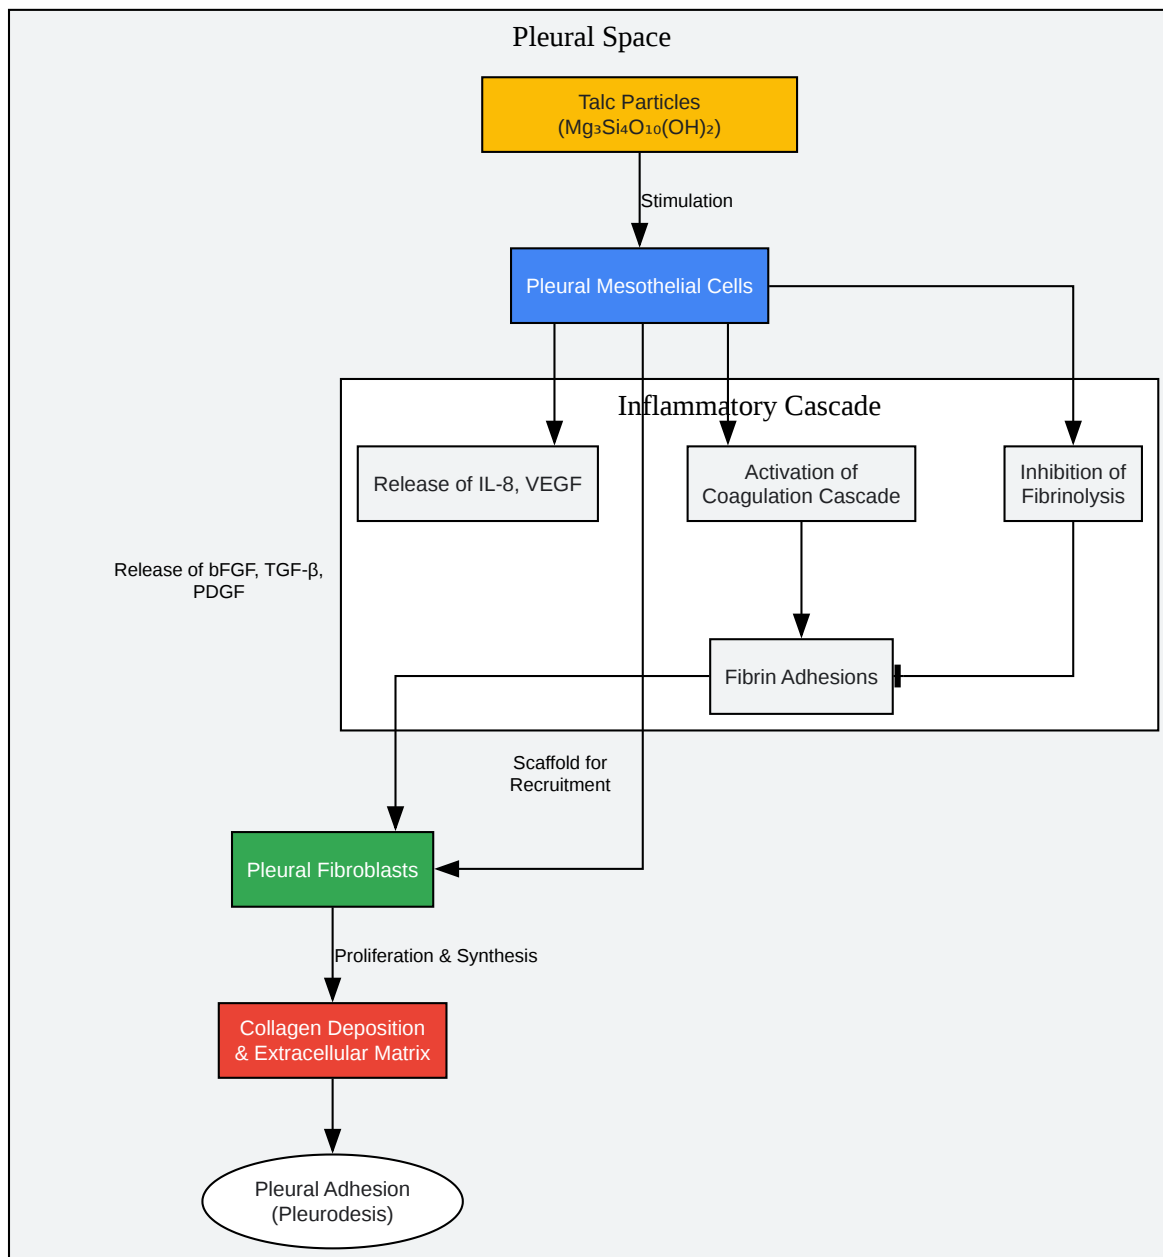 Pleural Space
Talc Particles
(Mg₃Si₄O₁₀(OH)₂)
Stimulation
Pleural Mesothelial Cells
Inflammatory Cascade
Release of IL-8, VEGF
Activation of
Coagulation Cascade
Inhibition of
Fibrinolysis
Release of bFGF, TGF-β,
PDGF
Fibrin Adhesions
Scaffold for
Recruitment
Pleural Fibroblasts
Proliferation & Synthesis
Collagen Deposition
& Extracellular Matrix
Pleural Adhesion
(Pleurodesis)